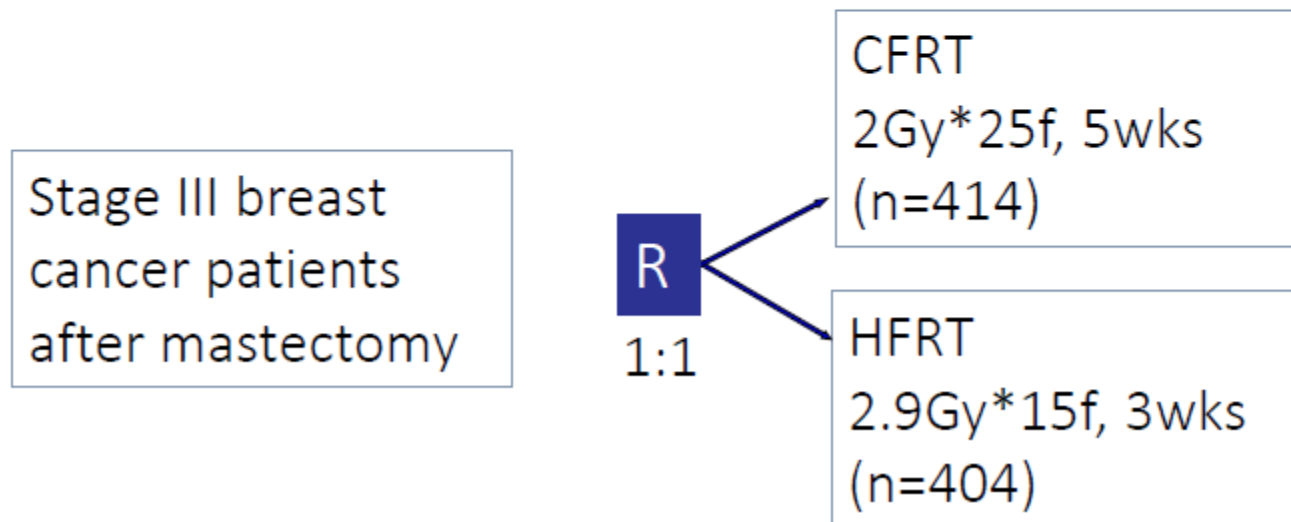 Stage III breast
cancer patients
after mastectomy
R
1:1
CFRT
2Gy*25f, 5wks
(n=414)
HFRT
2.9Gy*15f, 3wks
(n=404)